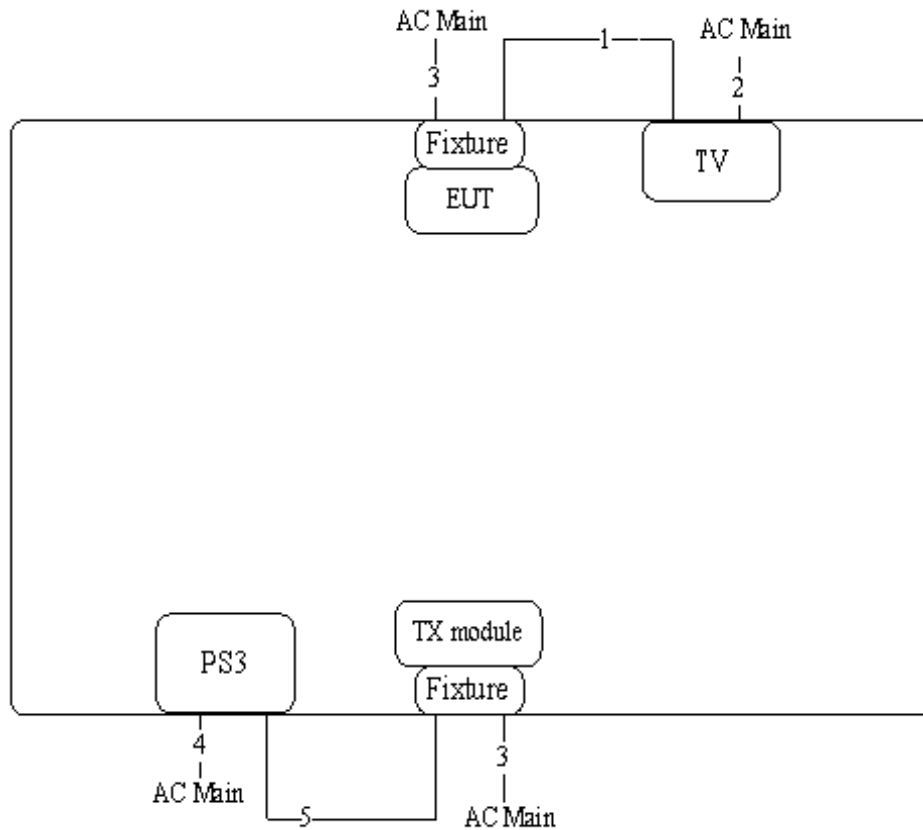 AC Main
1
AC Main
3
2
Fixture
TV
EUT
TX module
PS3
Fixture
4
3
AC Main
5
AC Main